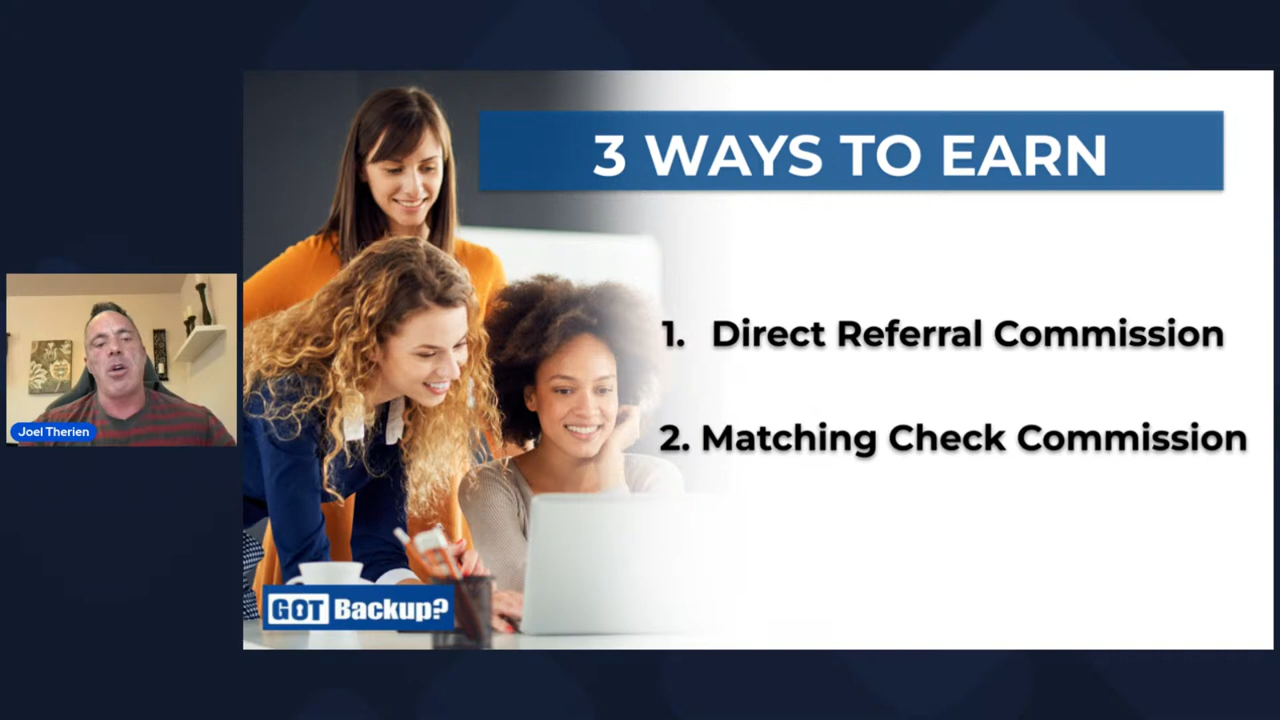 3 WAYS TO EARN
1. Direct Referral Commission
2. Matching Check Commission
Joel Therien
GOT Backup?